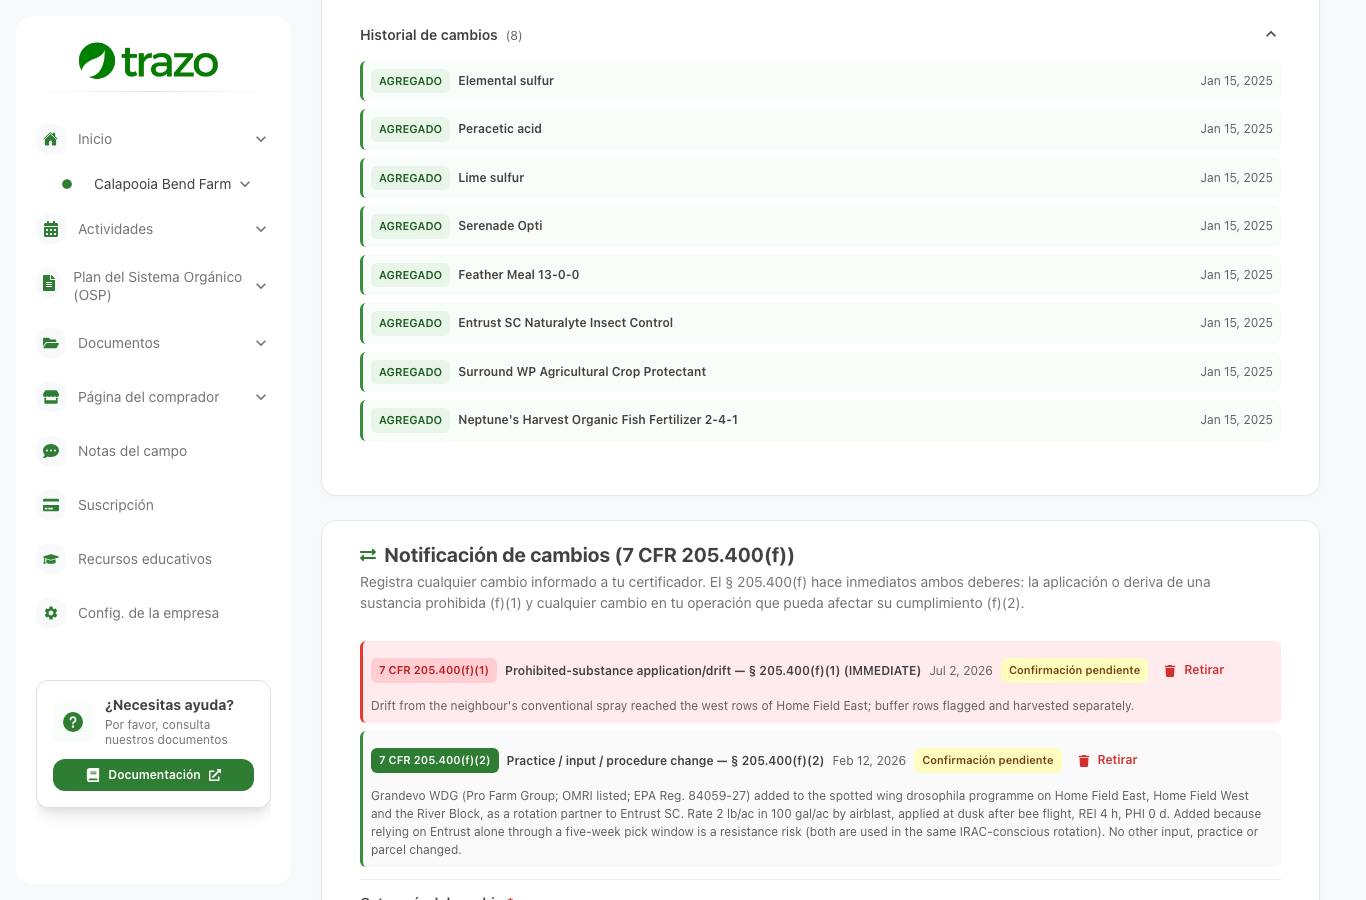 trazo
Inicio
Calapooia Bend Farm
Actividades
Plan del Sistema Orgánico
(OSP)
Documentos
Página del comprador
Notas del campo
Suscripción
Recursos educativos
Config. de la empresa
¿Necesitas ayuda?
Por favor, consulta
nuestros documentos
Documentación
Historial de cambios (8)
AGREGADO Elemental sulfur Jan 15, 2025
AGREGADO Peracetic acid Jan 15, 2025
AGREGADO Lime sulfur Jan 15, 2025
AGREGADO Serenade Opti Jan 15, 2025
AGREGADO Feather Meal 13-0-0 Jan 15, 2025
AGREGADO Entrust SC Naturalyte Insect Control Jan 15, 2025
AGREGADO Surround WP Agricultural Crop Protectant Jan 15, 2025
AGREGADO Neptune's Harvest Organic Fish Fertilizer 2-4-1 Jan 15, 2025
Notificación de cambios (7 CFR 205.400(f))
Registra cualquier cambio informado a tu certificador. El § 205.400(f) hace inmediatos ambos deberes: la aplicación o deriva de una
sustancia prohibida (f)(1) y cualquier cambio en tu operación que pueda afectar su cumplimiento (f)(2).
7 CFR 205.400(f)(1) Prohibited-substance application/drift — § 205.400(f)(1) (IMMEDIATE) Jul 2, 2026 Confirmación pendiente Retirar
Drift from the neighbour's conventional spray reached the west rows of Home Field East; buffer rows flagged and harvested separately.
7 CFR 205.400(f)(2) Practice / input / procedure change — § 205.400(f)(2) Feb 12, 2026 Confirmación pendiente Retirar
Grandevo WDG (Pro Farm Group; OMRI listed; EPA Reg. 84059-27) added to the spotted wing drosophila programme on Home Field East, Home Field West
and the River Block, as a rotation partner to Entrust SC. Rate 2 lb/ac in 100 gal/ac by airblast, applied at dusk after bee flight, REI 4 h, PHI 0 d. Added because
relying on Entrust alone through a five-week pick window is a resistance risk (both are used in the same IRAC-conscious rotation). No other input, practice or
parcel changed.